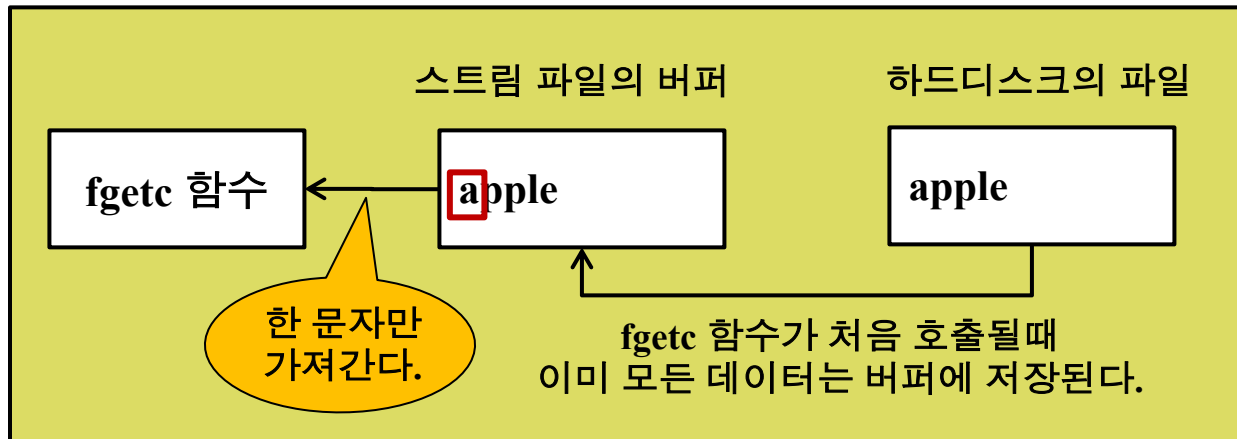 스트림 파일의 버퍼
하드디스크의 파일
fgetc 함수
apple
apple
한 문자만
가져간다.
fgetc 함수가 처음 호출될때
이미 모든 데이터는 버퍼에 저장된다.